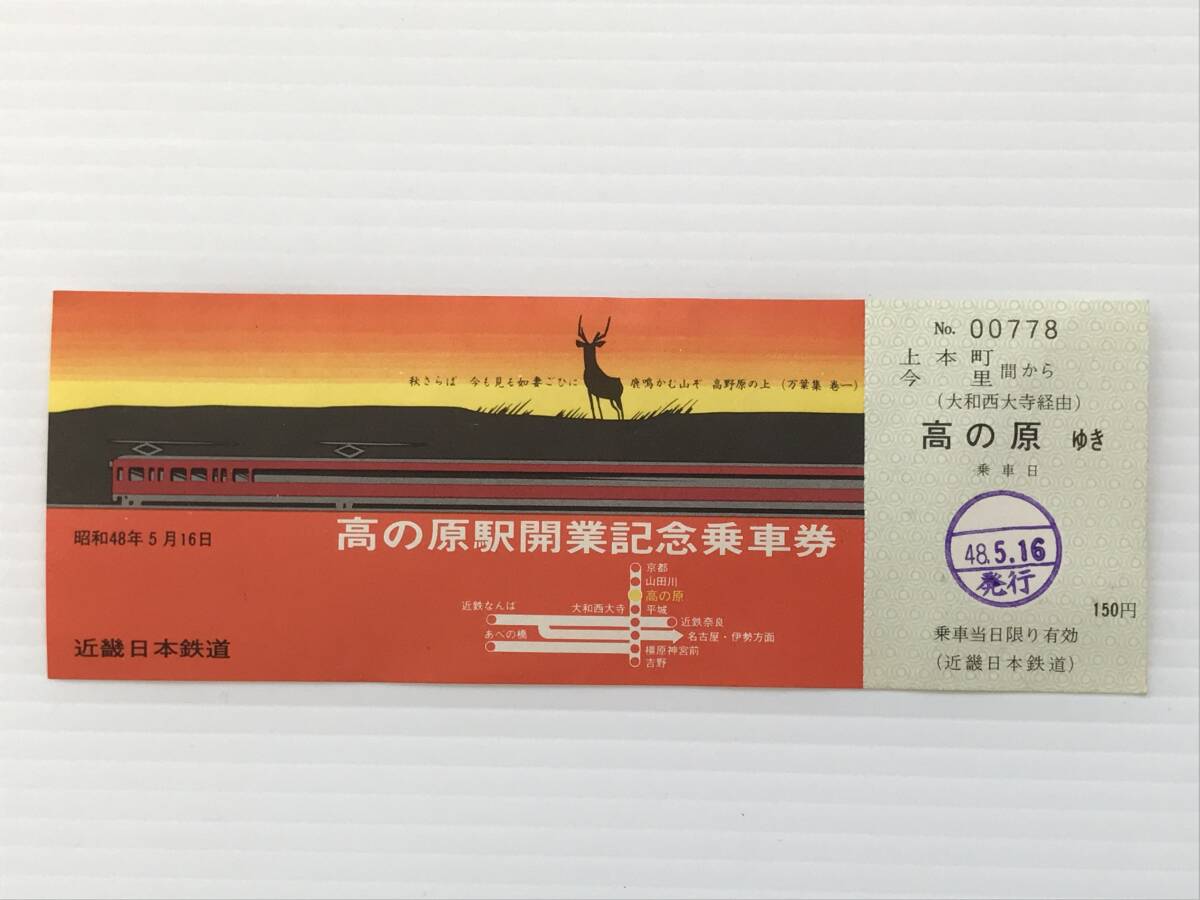 秋さらば 今も見る如妻ごひに 鹿鳴かむ山ぞ 高野原の上 (万葉集 巻一)
昭和48年5月16日
高の原駅開業記念乗車券
京都
山田川
高の原
近鉄なんば 大和西大寺 平城
近鉄奈良
あべの橋 名古屋・伊勢方面
橿原神宮前
吉野
近畿日本鉄道
No. 00778
上本町
今里 間から
(大和西大寺経由)
高の原 ゆき
乗車日
48.5.16
発行
150円
乗車当日限り有効
(近畿日本鉄道)